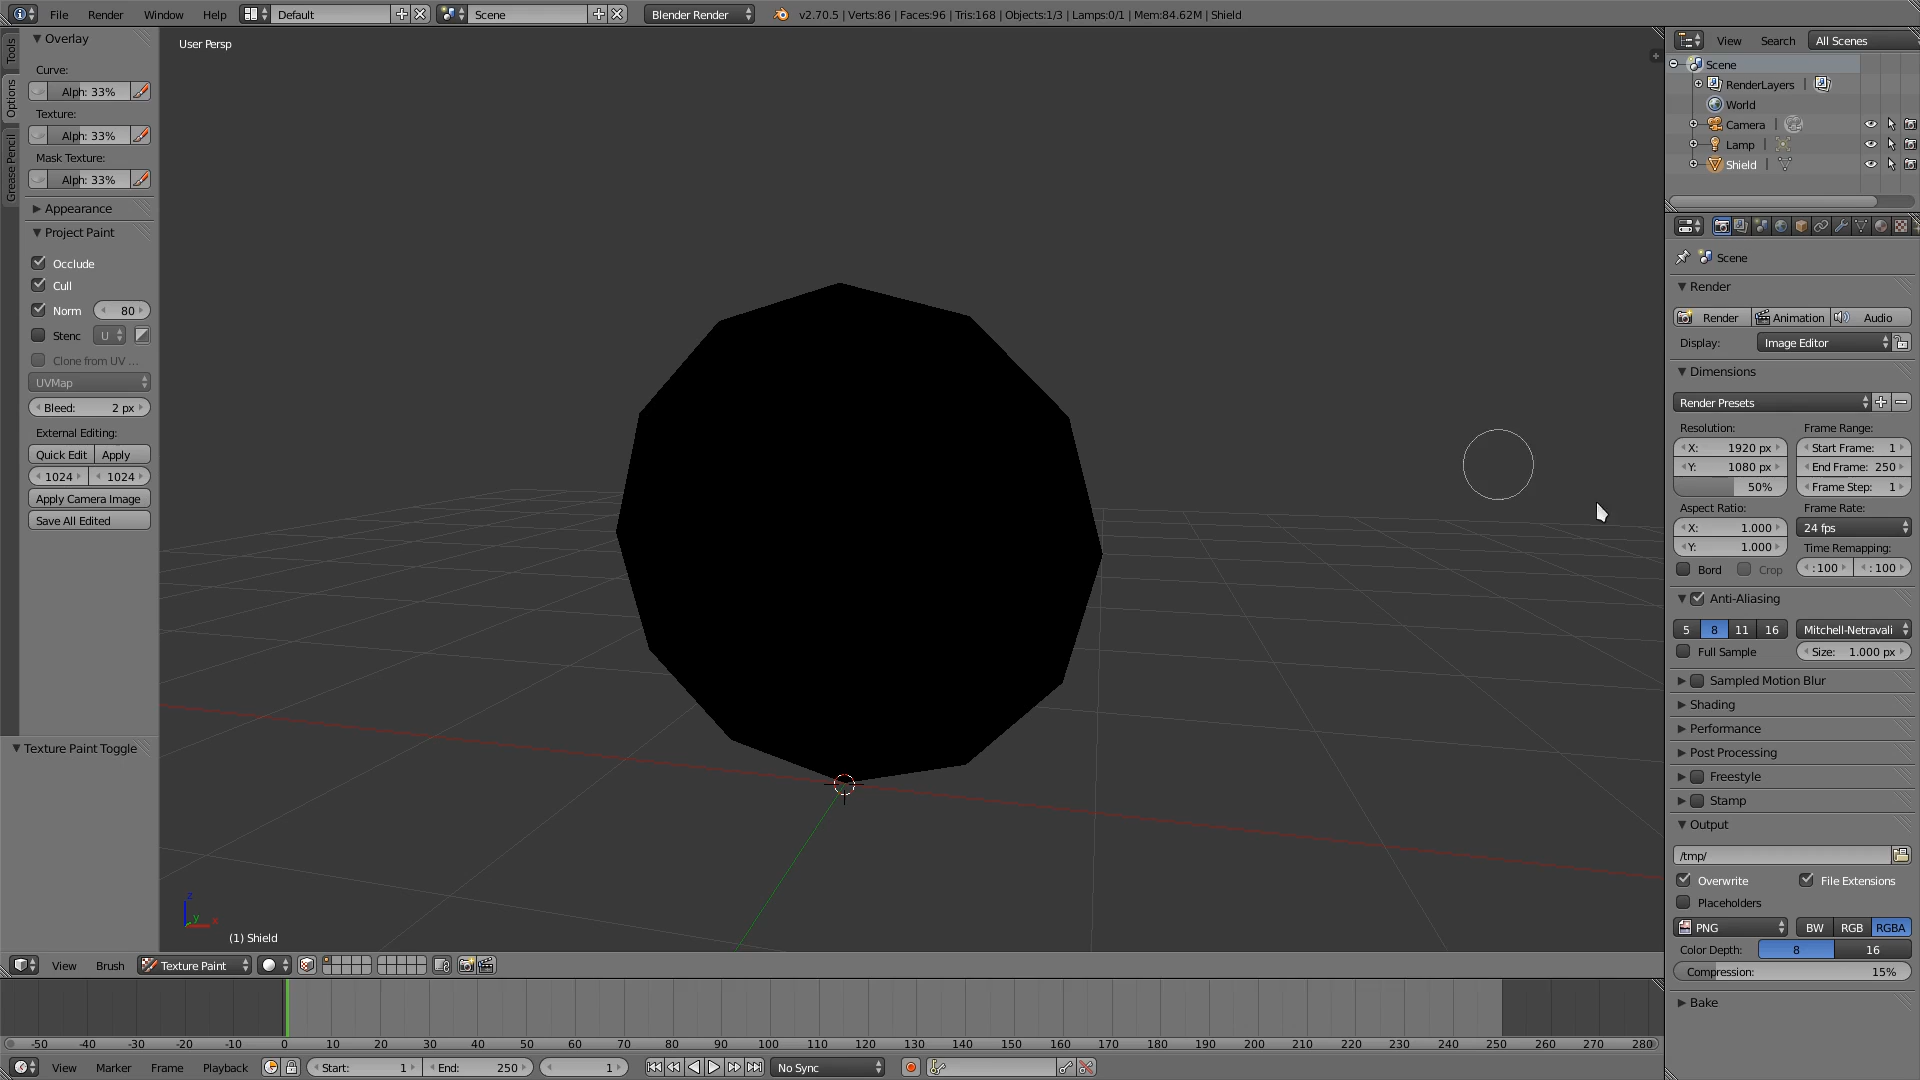 File Render Window Help Default Scene Blender Render v2.70.5 | Verts:86 | Faces:96 | Tris:168 | Objects:1/3 | Lamps:0/1 | Mem:84.62M | Shield
Tools
Options
Grease Pencil
Overlay
Curve:
Alph: 33%
Texture:
Alph: 33%
Mask Texture:
Alph: 33%
Appearance
Project Paint
Occlude
Cull
Norm 80
Stenc U
Clone from UV ...
UVMap
Bleed: 2 px
External Editing:
Quick Edit Apply
1024 1024
Apply Camera Image
Save All Edited
Texture Paint Toggle
User Persp
z
y x
(1) Shield
View Brush Texture Paint
-50 -40 -30 -20 -10 0 10 20 30 40 50 60 70 80 90 100 110 120 130 140 150 160 170 180 190 200 210 220 230 240 250 260 270 280
View Marker Frame Playback Start: 1 End: 250 1 No Sync
View Search All Scenes
Scene
RenderLayers |
World
Camera |
Lamp |
Shield |
Scene
Render
Render Animation Audio
Display: Image Editor
Dimensions
Render Presets
Resolution: Frame Range:
X: 1920 px Start Frame: 1
Y: 1080 px End Frame: 250
50% Frame Step: 1
Aspect Ratio: Frame Rate:
X: 1.000 24 fps
Y: 1.000 Time Remapping:
Bord Crop :100 :100
Anti-Aliasing
5 8 11 16 Mitchell-Netravali
Full Sample Size: 1.000 px
Sampled Motion Blur
Shading
Performance
Post Processing
Freestyle
Stamp
Output
/tmp/
Overwrite File Extensions
Placeholders
PNG BW RGB RGBA
Color Depth: 8 16
Compression: 15%
Bake